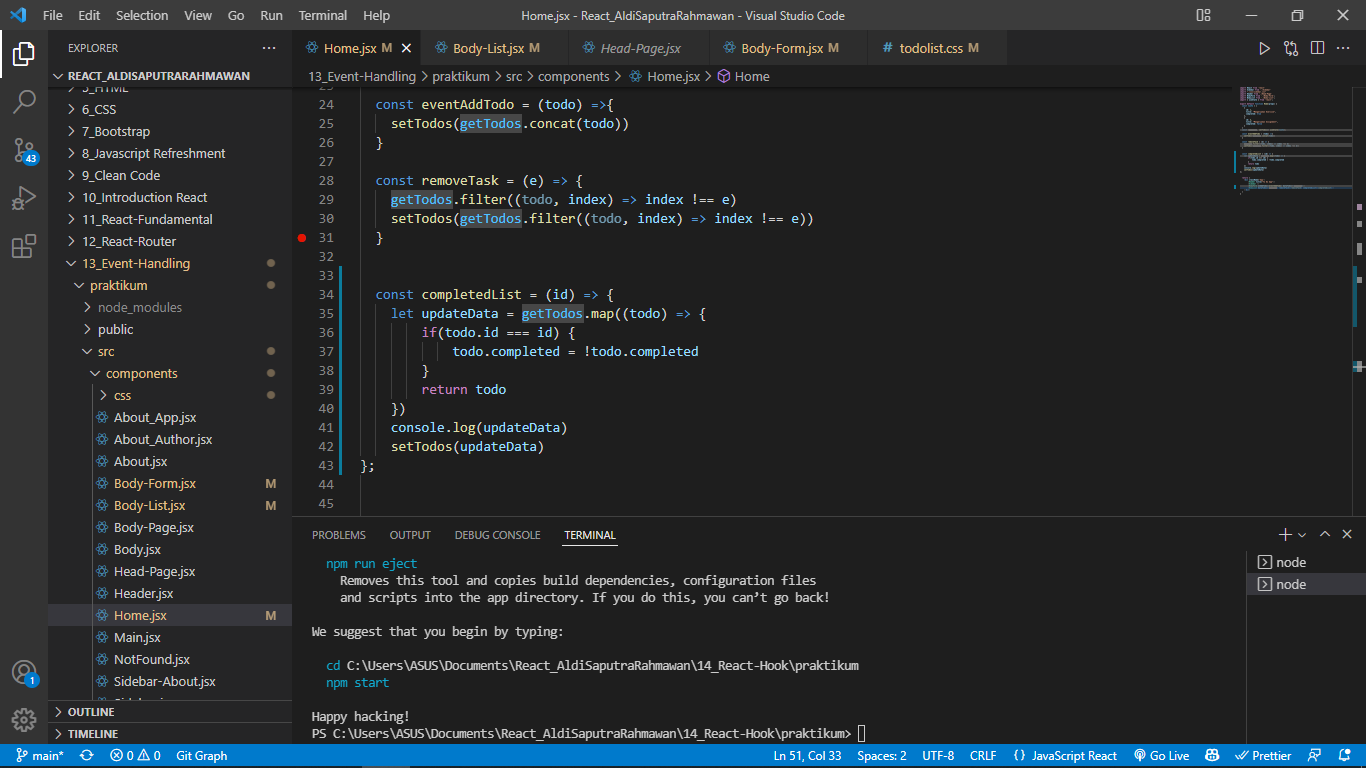 File Edit Selection View Go Run Terminal Help
Home.jsx - React_AldiSaputraRahmawan - Visual Studio Code
EXPLORER
REACT_ALDISAPUTRARAHMAWAN
5_HTML
6_CSS
7_Bootstrap
8_Javascript Refreshment
9_Clean Code
10_Introduction React
11_React-Fundamental
12_React-Router
13_Event-Handling
praktikum
node_modules
public
src
components
css
About_App.jsx
About_Author.jsx
About.jsx
Body-Form.jsx M
Body-List.jsx M
Body-Page.jsx
Body.jsx
Head-Page.jsx
Header.jsx
Home.jsx M
Main.jsx
NotFound.jsx
Sidebar-About.jsx
OUTLINE
TIMELINE
43
1
Home.jsx M Body-List.jsx M Head-Page.jsx Body-Form.jsx M # todolist.css M
13_Event-Handling > praktikum > src > components > Home.jsx > Home
23
24 const eventAddTodo = (todo) =>{
25 setTodos(getTodos.concat(todo))
26 }
27
28 const removeTask = (e) => {
29 getTodos.filter((todo, index) => index !== e)
30 setTodos(getTodos.filter((todo, index) => index !== e))
31 }
32
33
34 const completedList = (id) => {
35 let updateData = getTodos.map((todo) => {
36 if(todo.id === id) {
37 todo.completed = !todo.completed
38 }
39 return todo
40 })
41 console.log(updateData)
42 setTodos(updateData)
43 };
44
45
PROBLEMS OUTPUT DEBUG CONSOLE TERMINAL
npm run eject
Removes this tool and copies build dependencies, configuration files
and scripts into the app directory. If you do this, you can’t go back!
We suggest that you begin by typing:
cd C:\Users\ASUS\Documents\React_AldiSaputraRahmawan\14_React-Hook\praktikum
npm start
Happy hacking!
PS C:\Users\ASUS\Documents\React_AldiSaputraRahmawan\14_React-Hook\praktikum>
node
node
main* 0 0 Git Graph
Ln 51, Col 33 Spaces: 2 UTF-8 CRLF {} JavaScript React Go Live Prettier